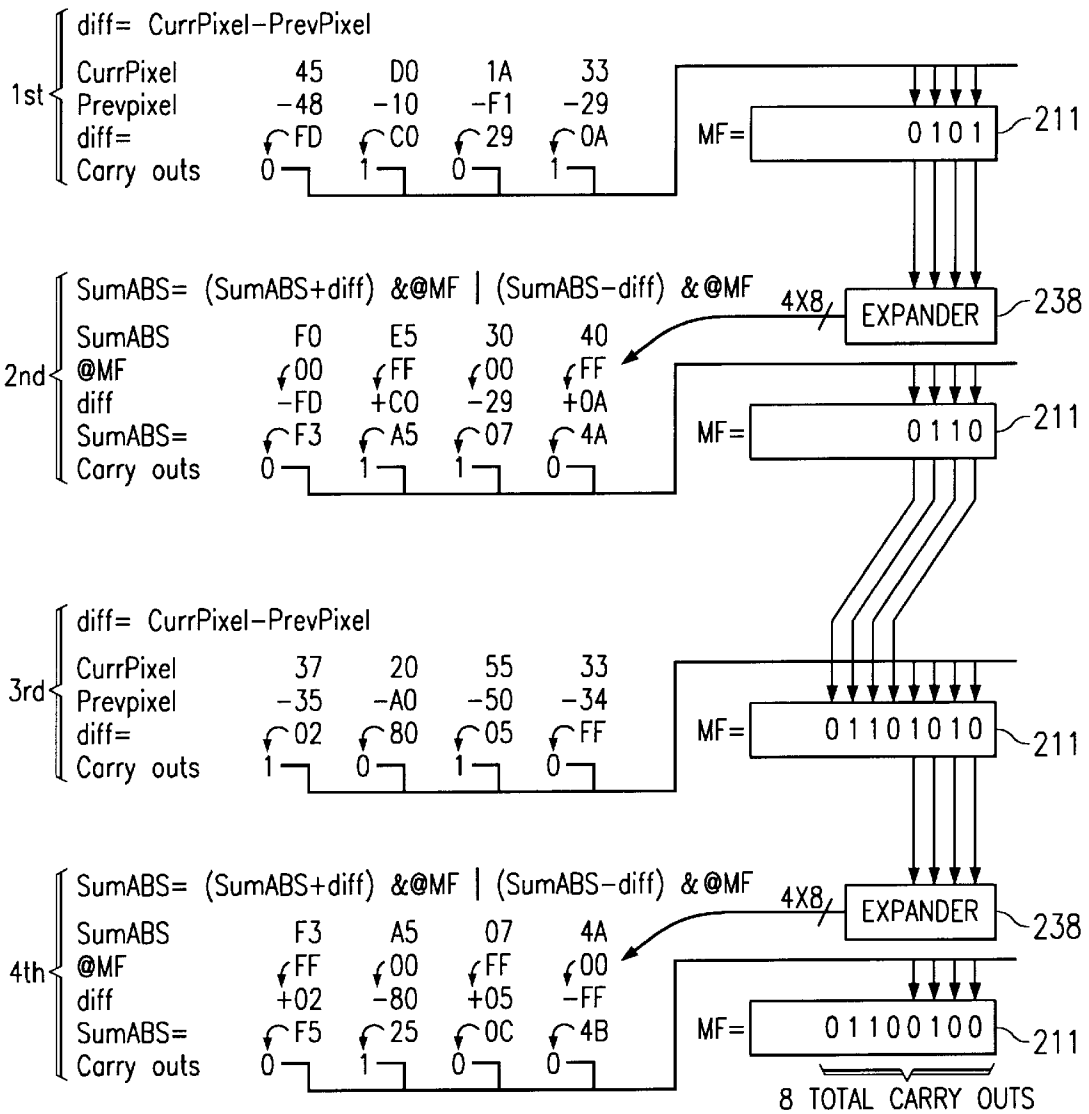 diff= CurrPixel-PrevPixel
1st
CurrPixel 45 D0 1A 33
Prevpixel -48 -10 -F1 -29
diff= FD C0 29 0A
Carry outs 0 1 0 1
MF= 0101 211
SumABS= (SumABS+diff) &@MF | (SumABS-diff) &@MF
4X8 EXPANDER 238
2nd
SumABS F0 E5 30 40
@MF 00 FF 00 FF
diff -FD +C0 -29 +0A
SumABS= F3 A5 07 4A
Carry outs 0 1 1 0
MF= 0110 211
diff= CurrPixel-PrevPixel
3rd
CurrPixel 37 20 55 33
Prevpixel -35 -A0 -50 -34
diff= 02 80 05 FF
Carry outs 1 0 1 0
MF= 01101010 211
SumABS= (SumABS+diff) &@MF | (SumABS-diff) &@MF
4X8 EXPANDER 238
4th
SumABS F3 A5 07 4A
@MF FF 00 FF 00
diff +02 -80 +05 -FF
SumABS= F5 25 0C 4B
Carry outs 0 1 0 0
MF= 01100100 211
8 TOTAL CARRY OUTS